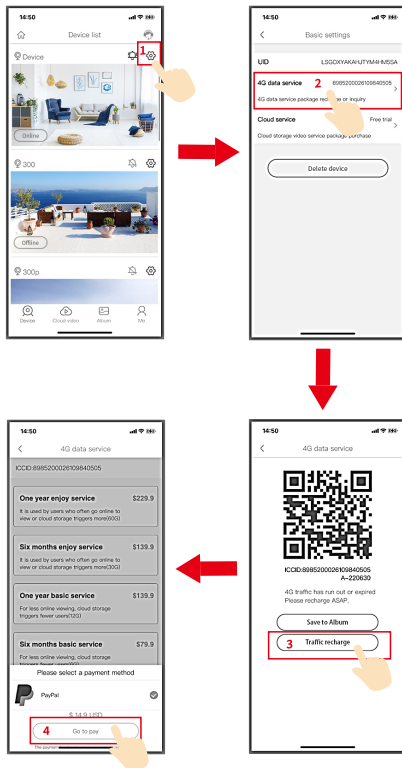 14:50
Device list
1
Device
Online
300
Offline
300p
Device
Cloud video
Album
Me
14:50
Basic settings
UID
LSGOXYAKAHJTYM4HM5SA
4G data service
2
8985200026109840505
4G data service package recharge or inquiry
Cloud service
Free trial
Cloud storage video service package purchase
Delete device
14:50
4G data service
ICCID:8985200026109840505
A-220630
4G traffic has run out or expired
Please recharge ASAP.
Save to Album
3
Traffic recharge
14:50
4G data service
ICCID:8985200026109840505
One year enjoy service
$229.9
It is used by users who often go online to
view or cloud storage triggers more(60G)
Six months enjoy service
$139.9
It is used by users who often go online to
view or cloud storage triggers more(30G)
One year basic service
$139.9
For less online viewing, cloud storage
triggers fewer users(12G)
Six months basic service
$79.9
For less online viewing, cloud storage
Please select a payment method
PayPal
$ 14.9 USD
4
Go to pay
The payment